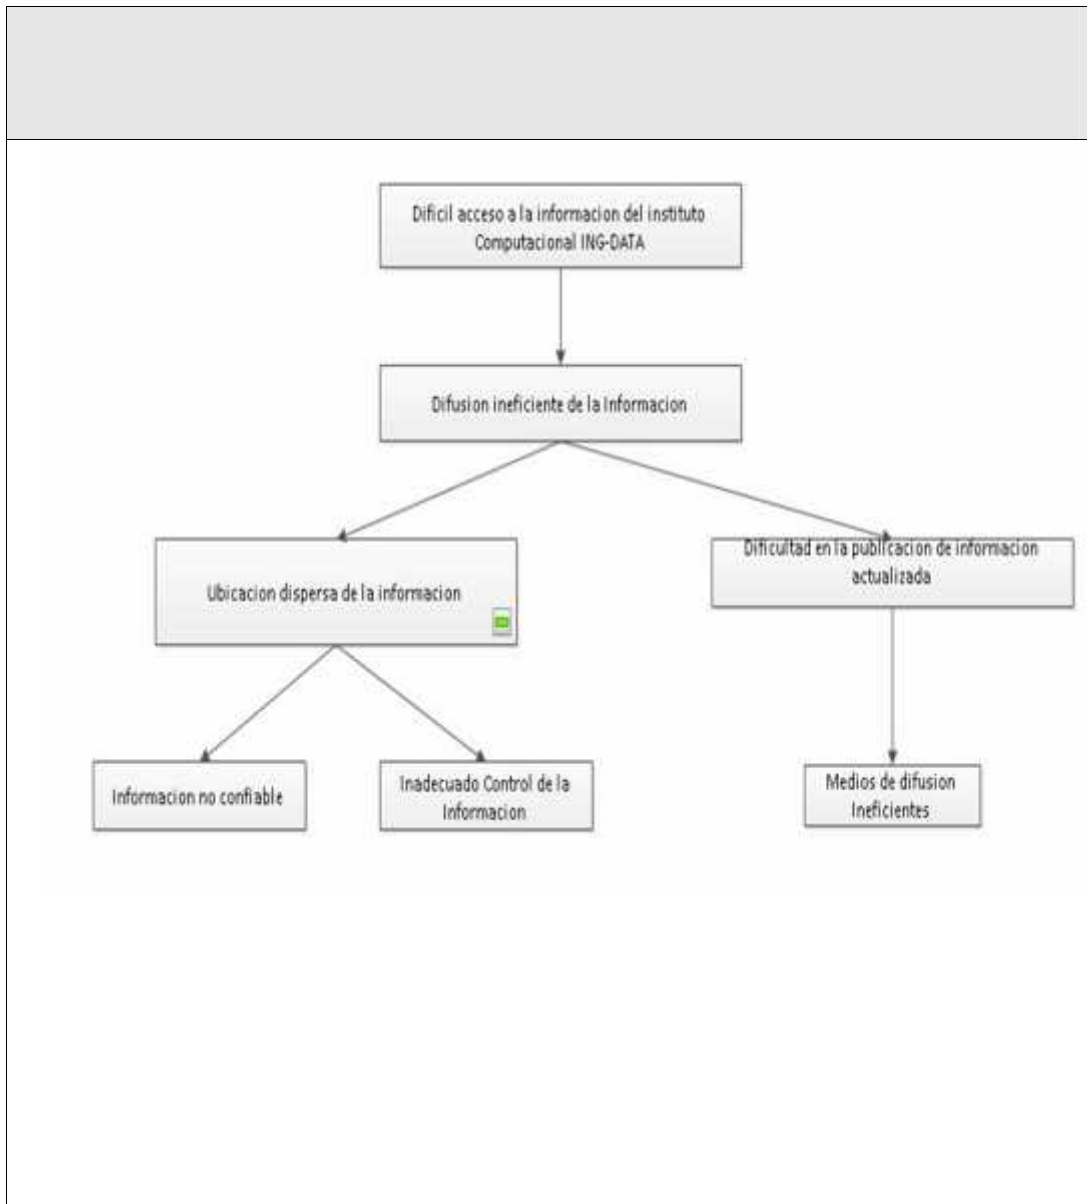 Dificil acceso a la informacion del instituto
Computacional ING-DATA
Difusion ineficiente de la Informacion
Ubicacion dispersa de la informacion
Dificultad en la publicacion de informacion
actualizada
Informacion no confiable
Inadecuado Control de la
Informacion
Medios de difusion
Ineficientes